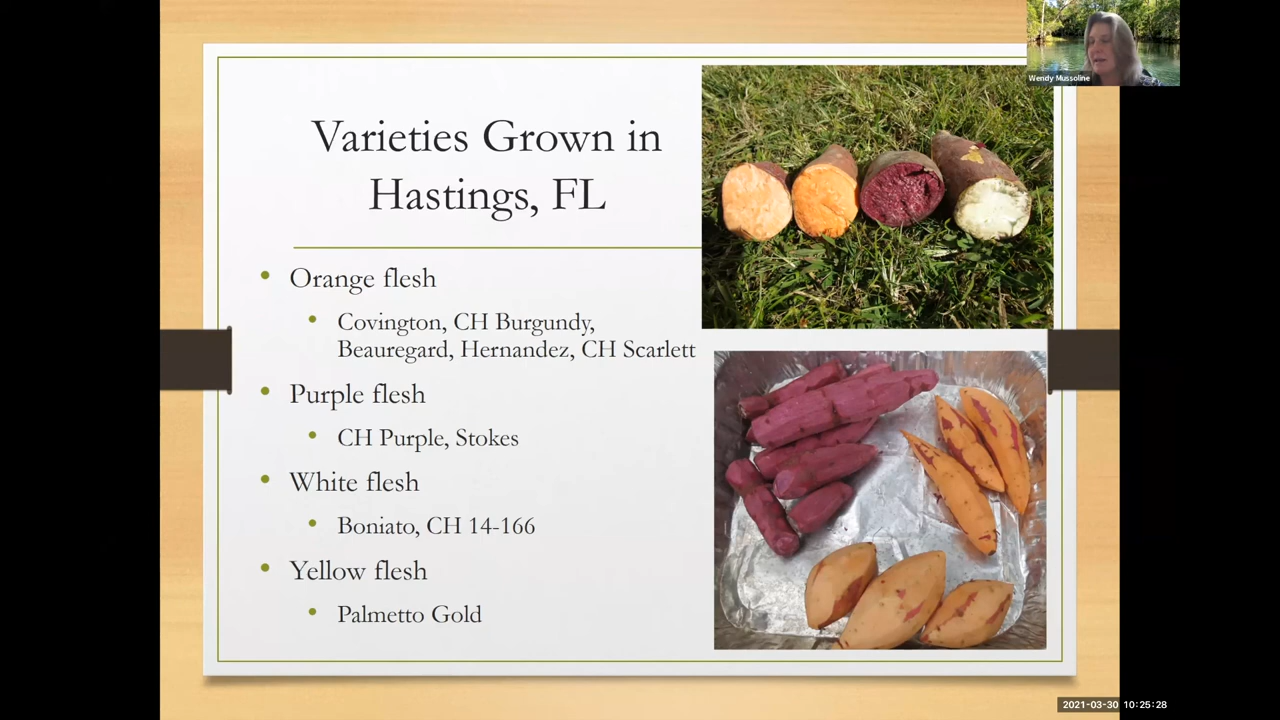 Wendy Mussoline
Varieties Grown in
Hastings, FL
• Orange flesh
• Covington, CH Burgundy,
Beauregard, Hernandez, CH Scarlett
• Purple flesh
• CH Purple, Stokes
• White flesh
• Boniato, CH 14-166
• Yellow flesh
• Palmetto Gold
2021-03-30 10:25:28